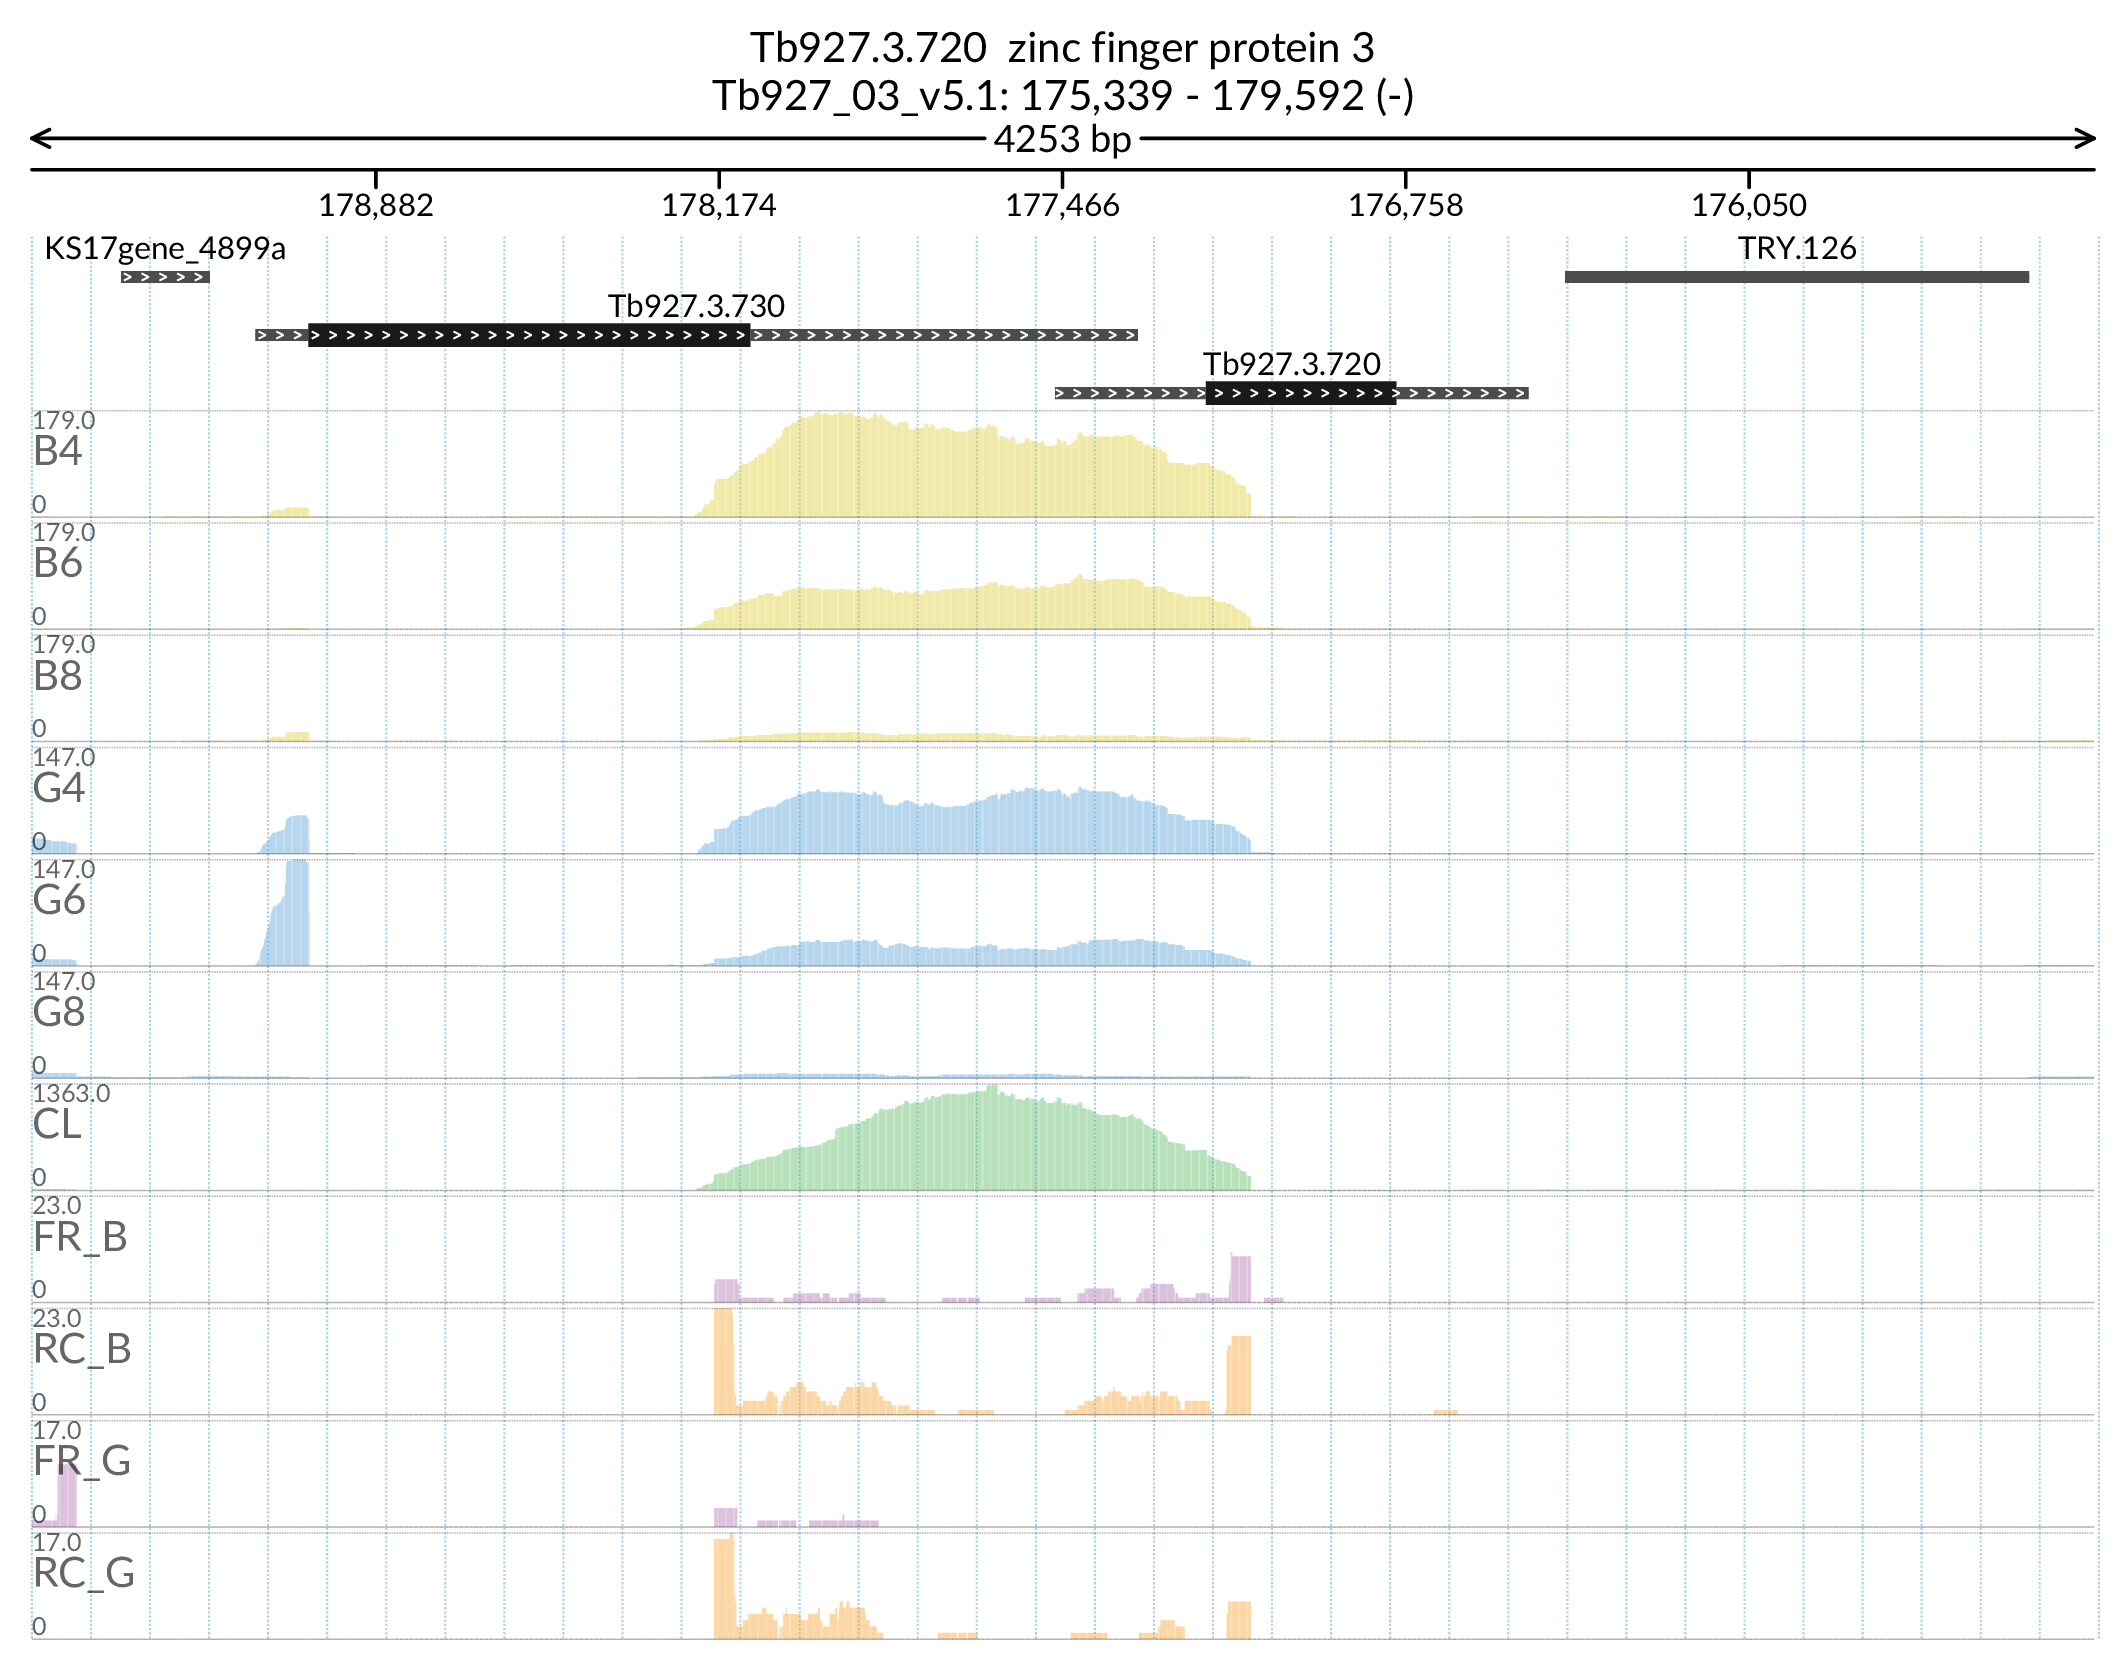 Tb927.3.720 zinc finger protein 3
Tb927_03_v5.1: 175,339 - 179,592 (-)
4253 bp
178,882 178,174 177,466 176,758 176,050
KS17gene_4899a TRY.126
Tb927.3.730
Tb927.3.720
179.0
B4
0
179.0
B6
0
179.0
B8
0
147.0
G4
0
147.0
G6
0
147.0
G8
0
1363.0
CL
0
23.0
FR_B
0
23.0
RC_B
0
17.0
FR_G
0
17.0
RC_G
0